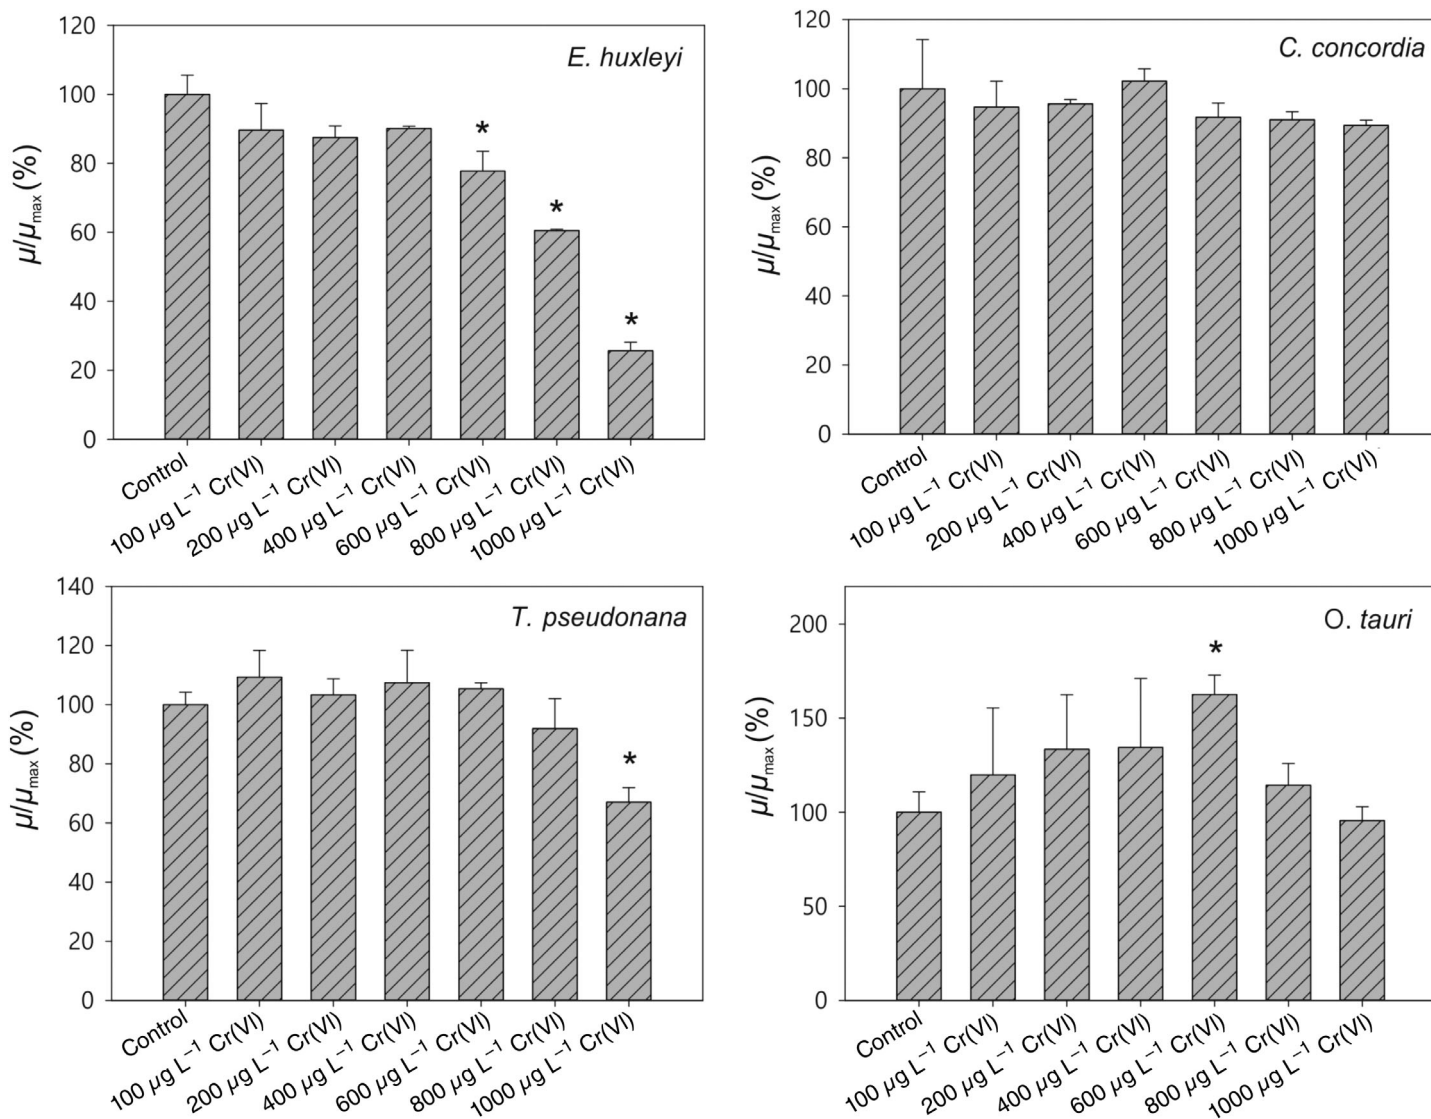 E. huxleyi
μ/μmax (%)
120
100
80
60
40
20
0
*
*
*
Control
100 μg L⁻¹ Cr(VI)
200 μg L⁻¹ Cr(VI)
400 μg L⁻¹ Cr(VI)
600 μg L⁻¹ Cr(VI)
800 μg L⁻¹ Cr(VI)
1000 μg L⁻¹ Cr(VI)
C. concordia
μ/μmax (%)
120
100
80
60
40
20
0
Control
100 μg L⁻¹ Cr(VI)
200 μg L⁻¹ Cr(VI)
400 μg L⁻¹ Cr(VI)
600 μg L⁻¹ Cr(VI)
800 μg L⁻¹ Cr(VI)
1000 μg L⁻¹ Cr(VI)
T. pseudonana
μ/μmax (%)
140
120
100
80
60
40
20
0
*
Control
100 μg L⁻¹ Cr(VI)
200 μg L⁻¹ Cr(VI)
400 μg L⁻¹ Cr(VI)
600 μg L⁻¹ Cr(VI)
800 μg L⁻¹ Cr(VI)
1000 μg L⁻¹ Cr(VI)
O. tauri
μ/μmax (%)
200
150
100
50
0
*
Control
100 μg L⁻¹ Cr(VI)
200 μg L⁻¹ Cr(VI)
400 μg L⁻¹ Cr(VI)
600 μg L⁻¹ Cr(VI)
800 μg L⁻¹ Cr(VI)
1000 μg L⁻¹ Cr(VI)